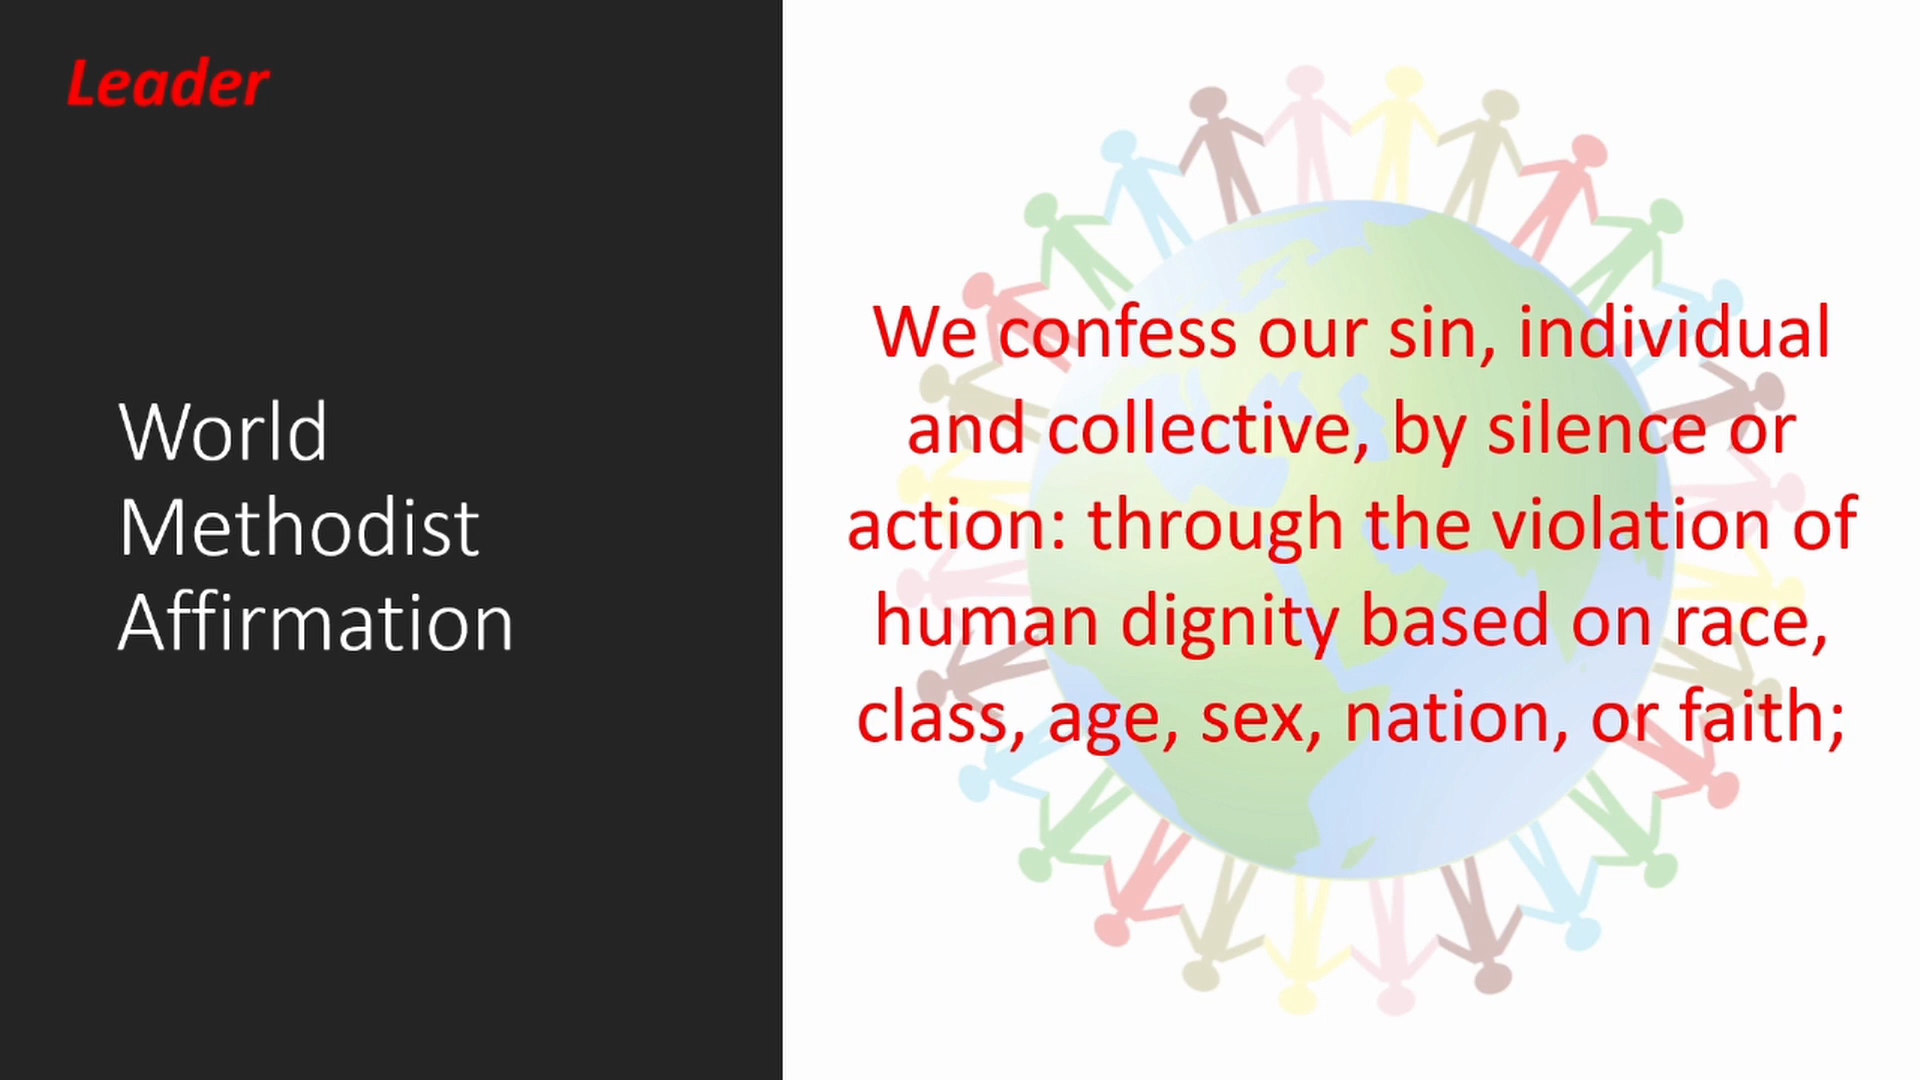 Leader
World
Methodist
Affirmation
We confess our sin, individual
and collective, by silence or
action: through the violation of
human dignity based on race,
class, age, sex, nation, or faith;